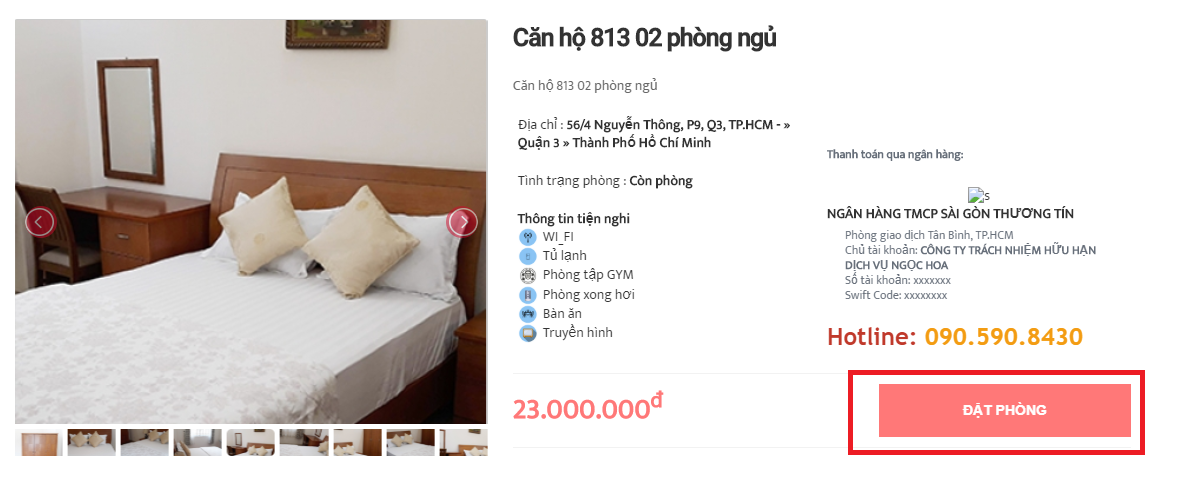 Căn hộ 813 02 phòng ngủ
Căn hộ 813 02 phòng ngủ
Địa chỉ : 56/4 Nguyễn Thông, P9, Q3, TP.HCM - »
Quận 3 » Thành Phố Hồ Chí Minh
Tình trạng phòng : Còn phòng
Thông tin tiện nghi
WI_FI
Tủ lạnh
Phòng tập GYM
Phòng xong hơi
Bàn ăn
Truyền hình
23.000.000đ
Thanh toán qua ngân hàng:
s
NGÂN HÀNG TMCP SÀI GÒN THƯƠNG TÍN
Phòng giao dịch Tân Bình, TP.HCM
Chủ tài khoản: CÔNG TY TRÁCH NHIỆM HỮU HẠN
DỊCH VỤ NGỌC HOA
Số tài khoản: xxxxxxx
Swift Code: xxxxxxxx
Hotline: 090.590.8430
ĐẶT PHÒNG